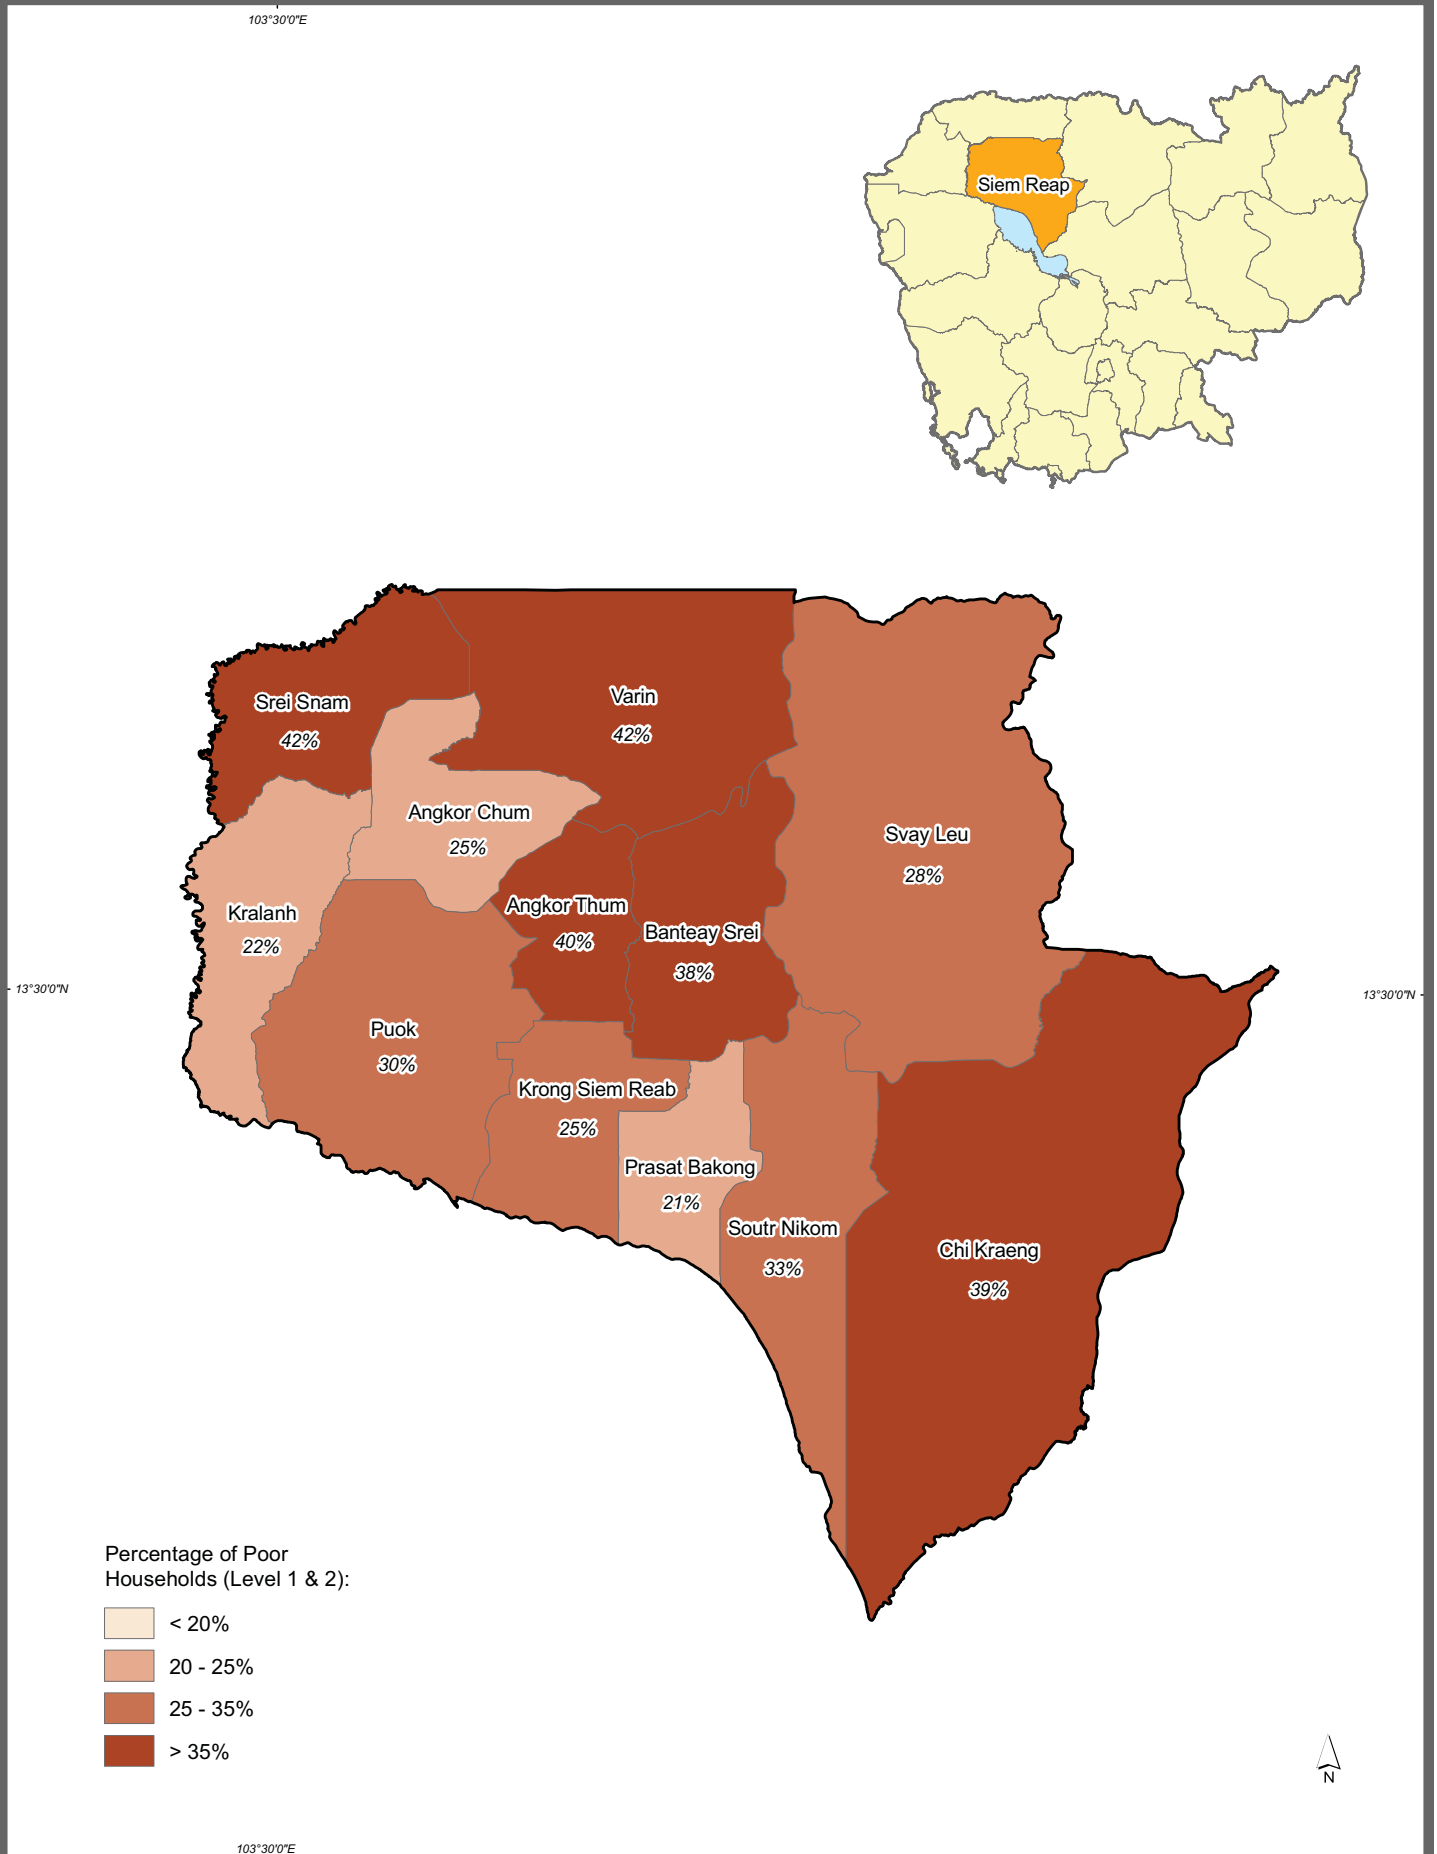 103°30'0"E
Siem Reap
Srei Snam
42%
Varin
42%
Angkor Chum
25%
Svay Leu
28%
Kralanh
22%
Angkor Thum
40%
Banteay Srei
38%
13°30'0"N
13°30'0"N
Puok
30%
Krong Siem Reab
25%
Prasat Bakong
21%
Soutr Nikom
33%
Chi Kraeng
39%
Percentage of Poor
Households (Level 1 & 2):
< 20%
20 - 25%
25 - 35%
> 35%
N
103°30'0"E